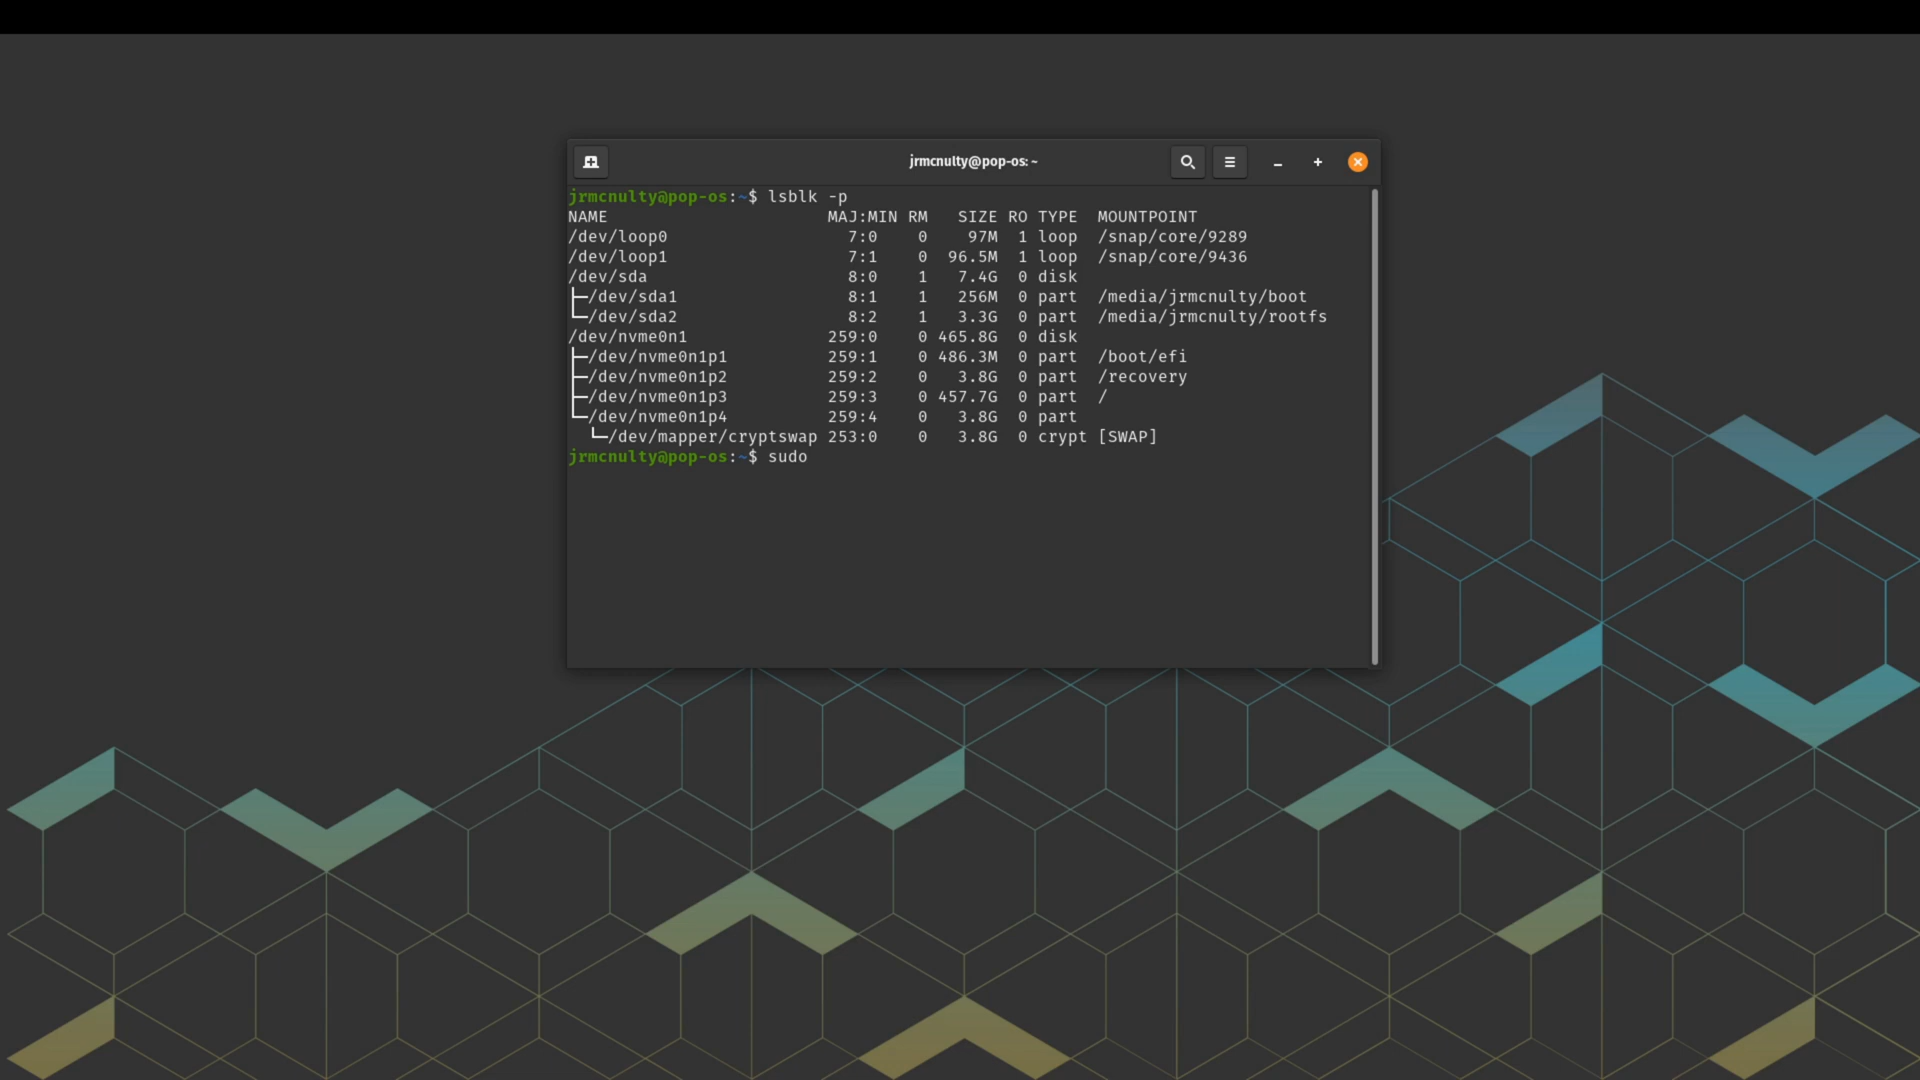 jrmcnulty@pop-os: ~
jrmcnulty@pop-os:~$ lsblk -p
NAME                      MAJ:MIN RM   SIZE RO TYPE  MOUNTPOINT
/dev/loop0                  7:0    0    97M  1 loop  /snap/core/9289
/dev/loop1                  7:1    0  96.5M  1 loop  /snap/core/9436
/dev/sda                    8:0    1   7.4G  0 disk
├─/dev/sda1                 8:1    1   256M  0 part  /media/jrmcnulty/boot
└─/dev/sda2                 8:2    1   3.3G  0 part  /media/jrmcnulty/rootfs
/dev/nvme0n1              259:0    0 465.8G  0 disk
├─/dev/nvme0n1p1          259:1    0 486.3M  0 part  /boot/efi
├─/dev/nvme0n1p2          259:2    0   3.8G  0 part  /recovery
├─/dev/nvme0n1p3          259:3    0 457.7G  0 part  /
└─/dev/nvme0n1p4          259:4    0   3.8G  0 part
  └─/dev/mapper/cryptswap 253:0    0   3.8G  0 crypt [SWAP]
jrmcnulty@pop-os:~$ sudo